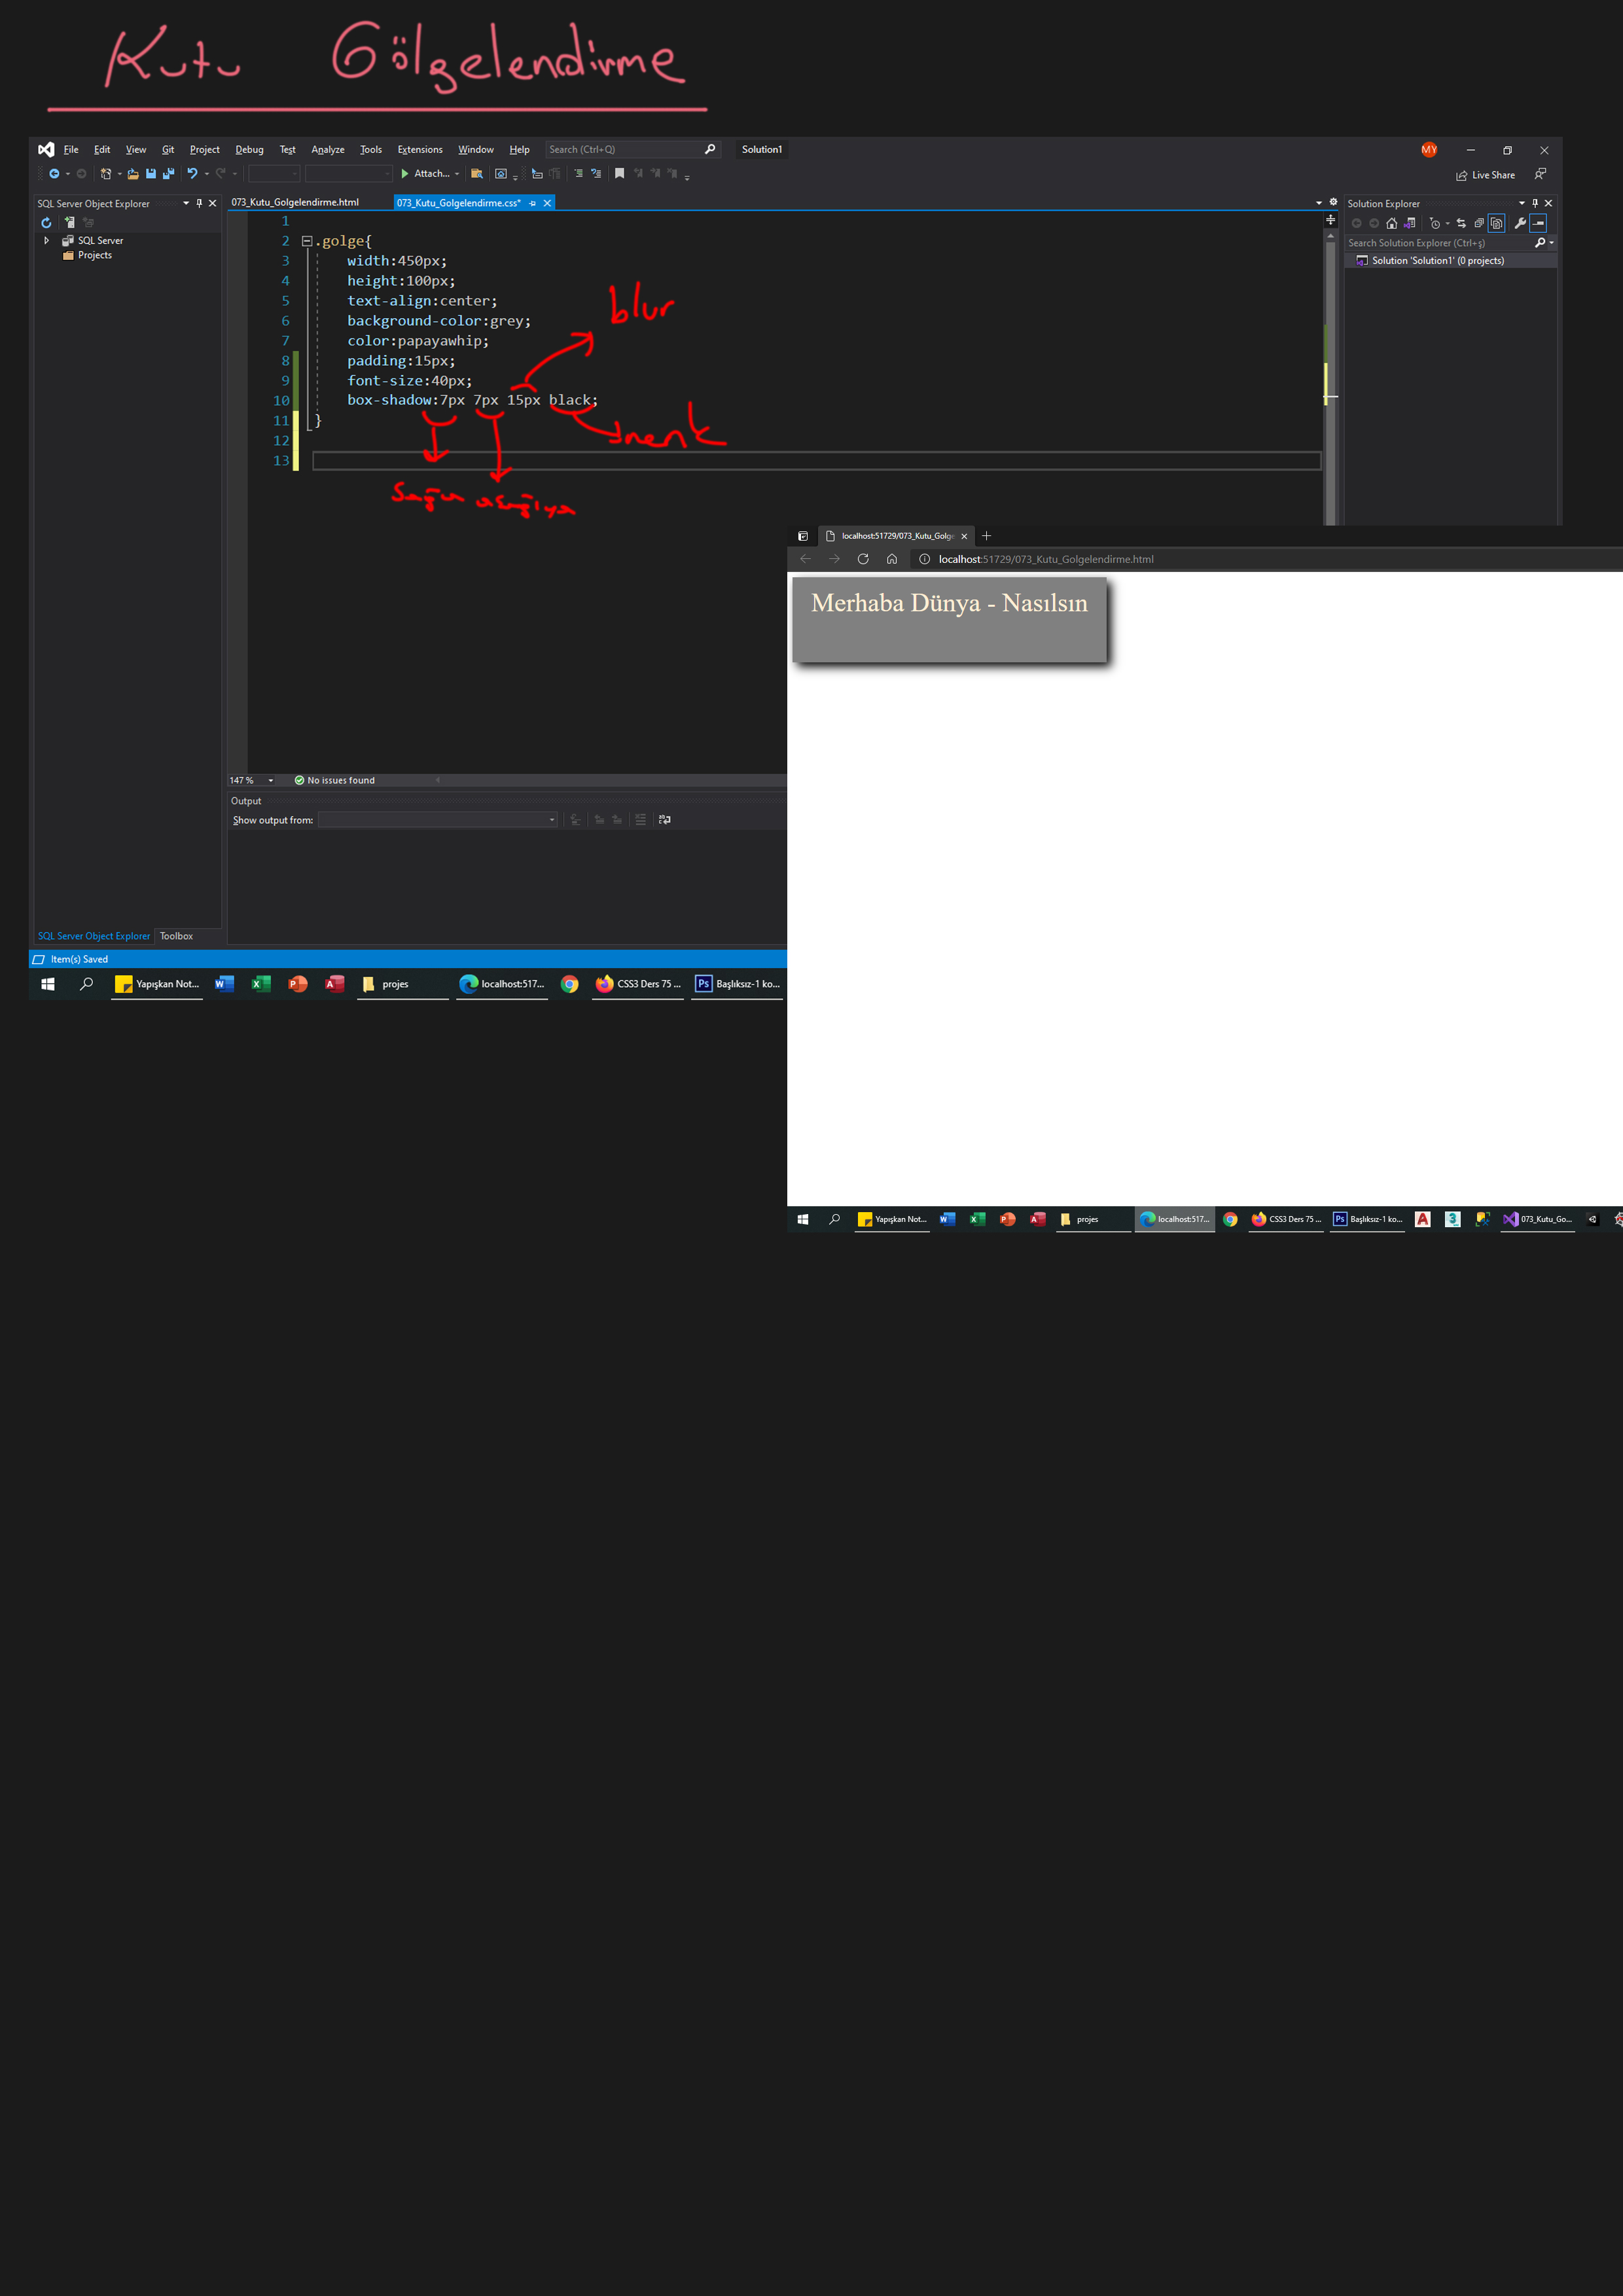 Kutu Gölgelendirme
File Edit View Git Project Debug Test Analyze Tools Extensions Window Help Search (Ctrl+Q) Solution1 MY
Attach... Live Share
SQL Server Object Explorer
SQL Server
Projects
073_Kutu_Golgelendirme.html 073_Kutu_Golgelendirme.css*
1
2 .golge{
3 width:450px;
4 height:100px;
5 text-align:center;
6 background-color:grey;
7 color:papayawhip;
8 padding:15px;
9 font-size:40px;
10 box-shadow:7px 7px 15px black;
11 }
12
13
blur
renk
sağa aşağıya
Solution Explorer
Search Solution Explorer (Ctrl+ş)
Solution 'Solution1' (0 projects)
147 % No issues found
Output
Show output from:
SQL Server Object Explorer Toolbox
Item(s) Saved
Yapışkan Not... projes localhost:517... CSS3 Ders 75 ... Başlıksız-1 ko...
localhost:51729/073_Kutu_Golge
localhost:51729/073_Kutu_Golgelendirme.html
Merhaba Dünya - Nasılsın
Yapışkan Not... projes localhost:517... CSS3 Ders 75 ... Başlıksız-1 ko... 073_Kutu_Go...